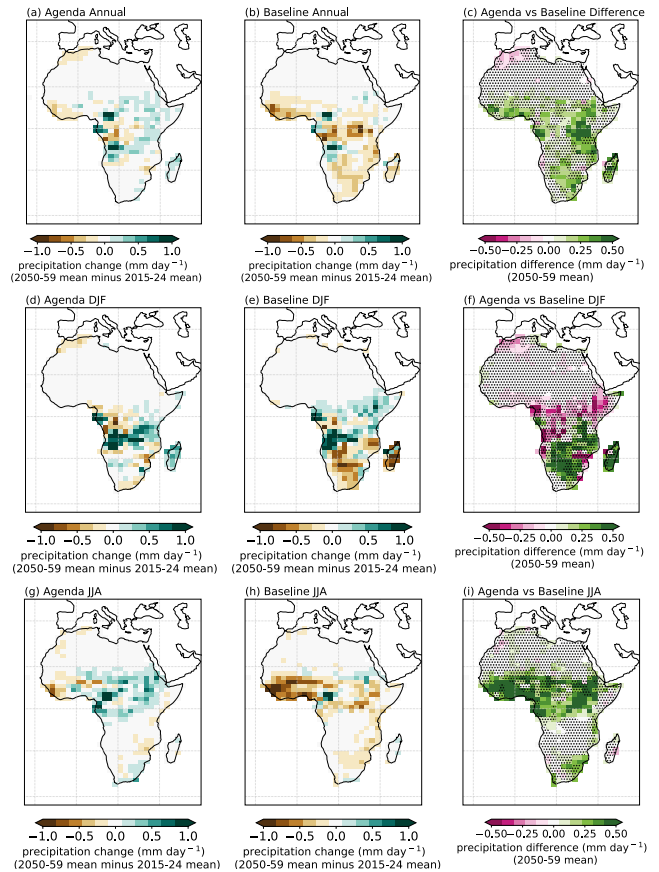 (a) Agenda Annual
(b) Baseline Annual
(c) Agenda vs Baseline Difference
−1.0 −0.5 0.0 0.5 1.0
precipitation change (mm day−1)
(2050-59 mean minus 2015-24 mean)
−1.0 −0.5 0.0 0.5 1.0
precipitation change (mm day−1)
(2050-59 mean minus 2015-24 mean)
−0.50 −0.25 0.00 0.25 0.50
precipitation difference (mm day−1)
(2050-59 mean)
(d) Agenda DJF
(e) Baseline DJF
(f) Agenda vs Baseline DJF
−1.0 −0.5 0.0 0.5 1.0
precipitation change (mm day−1)
(2050-59 mean minus 2015-24 mean)
−1.0 −0.5 0.0 0.5 1.0
precipitation change (mm day−1)
(2050-59 mean minus 2015-24 mean)
−0.50 −0.25 0.00 0.25 0.50
precipitation difference (mm day−1)
(2050-59 mean)
(g) Agenda JJA
(h) Baseline JJA
(i) Agenda vs Baseline JJA
−1.0 −0.5 0.0 0.5 1.0
precipitation change (mm day−1)
(2050-59 mean minus 2015-24 mean)
−1.0 −0.5 0.0 0.5 1.0
precipitation change (mm day−1)
(2050-59 mean minus 2015-24 mean)
−0.50 −0.25 0.00 0.25 0.50
precipitation difference (mm day−1)
(2050-59 mean)